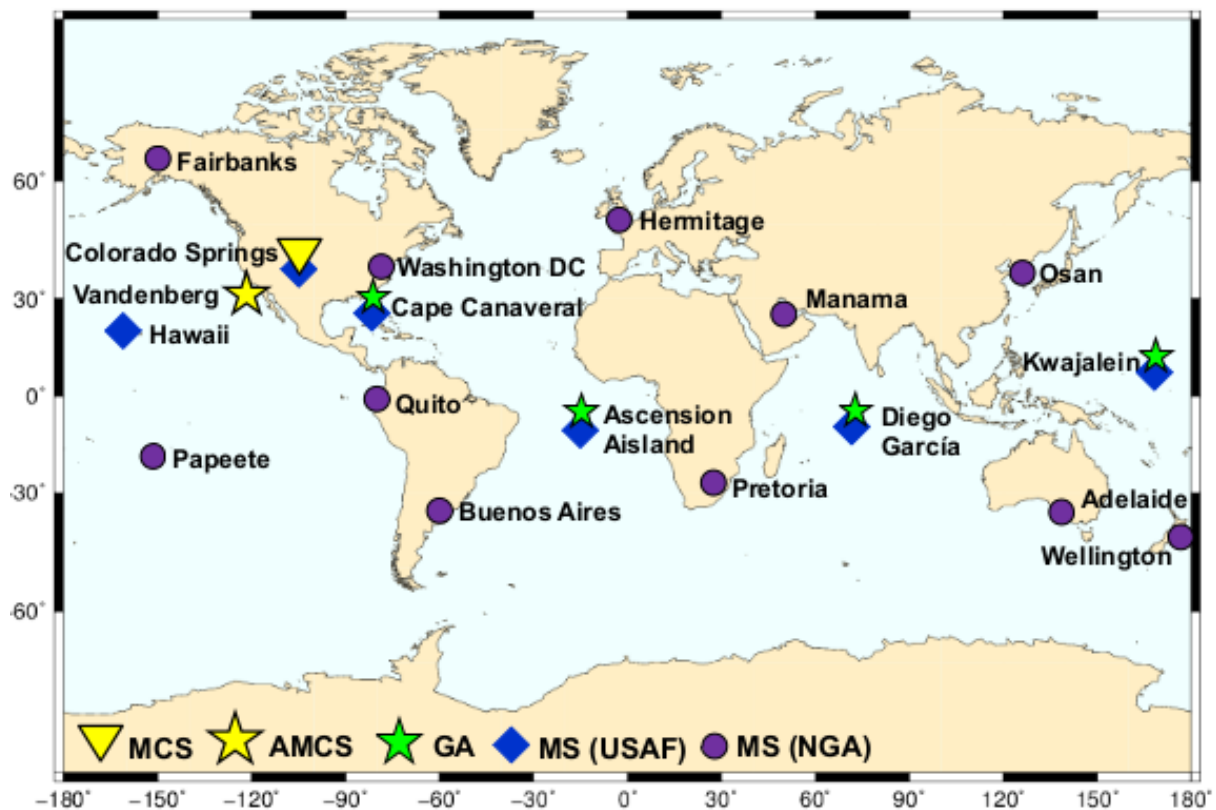 Fairbanks
60°
Hermitage
Colorado Springs
Washington DC
Osan
Vandenberg
Manama
30°
Cape Canaveral
Hawaii
Kwajalein
0°
Quito
Ascension
Aisland
Diego
García
Papeete
Pretoria
-30°
Adelaide
Buenos Aires
Wellington
-60°
MCS
AMCS
GA
MS (USAF)
MS (NGA)
−180° −150° −120° −90° −60° −30° 0° 30° 60° 90° 120° 150° 180°